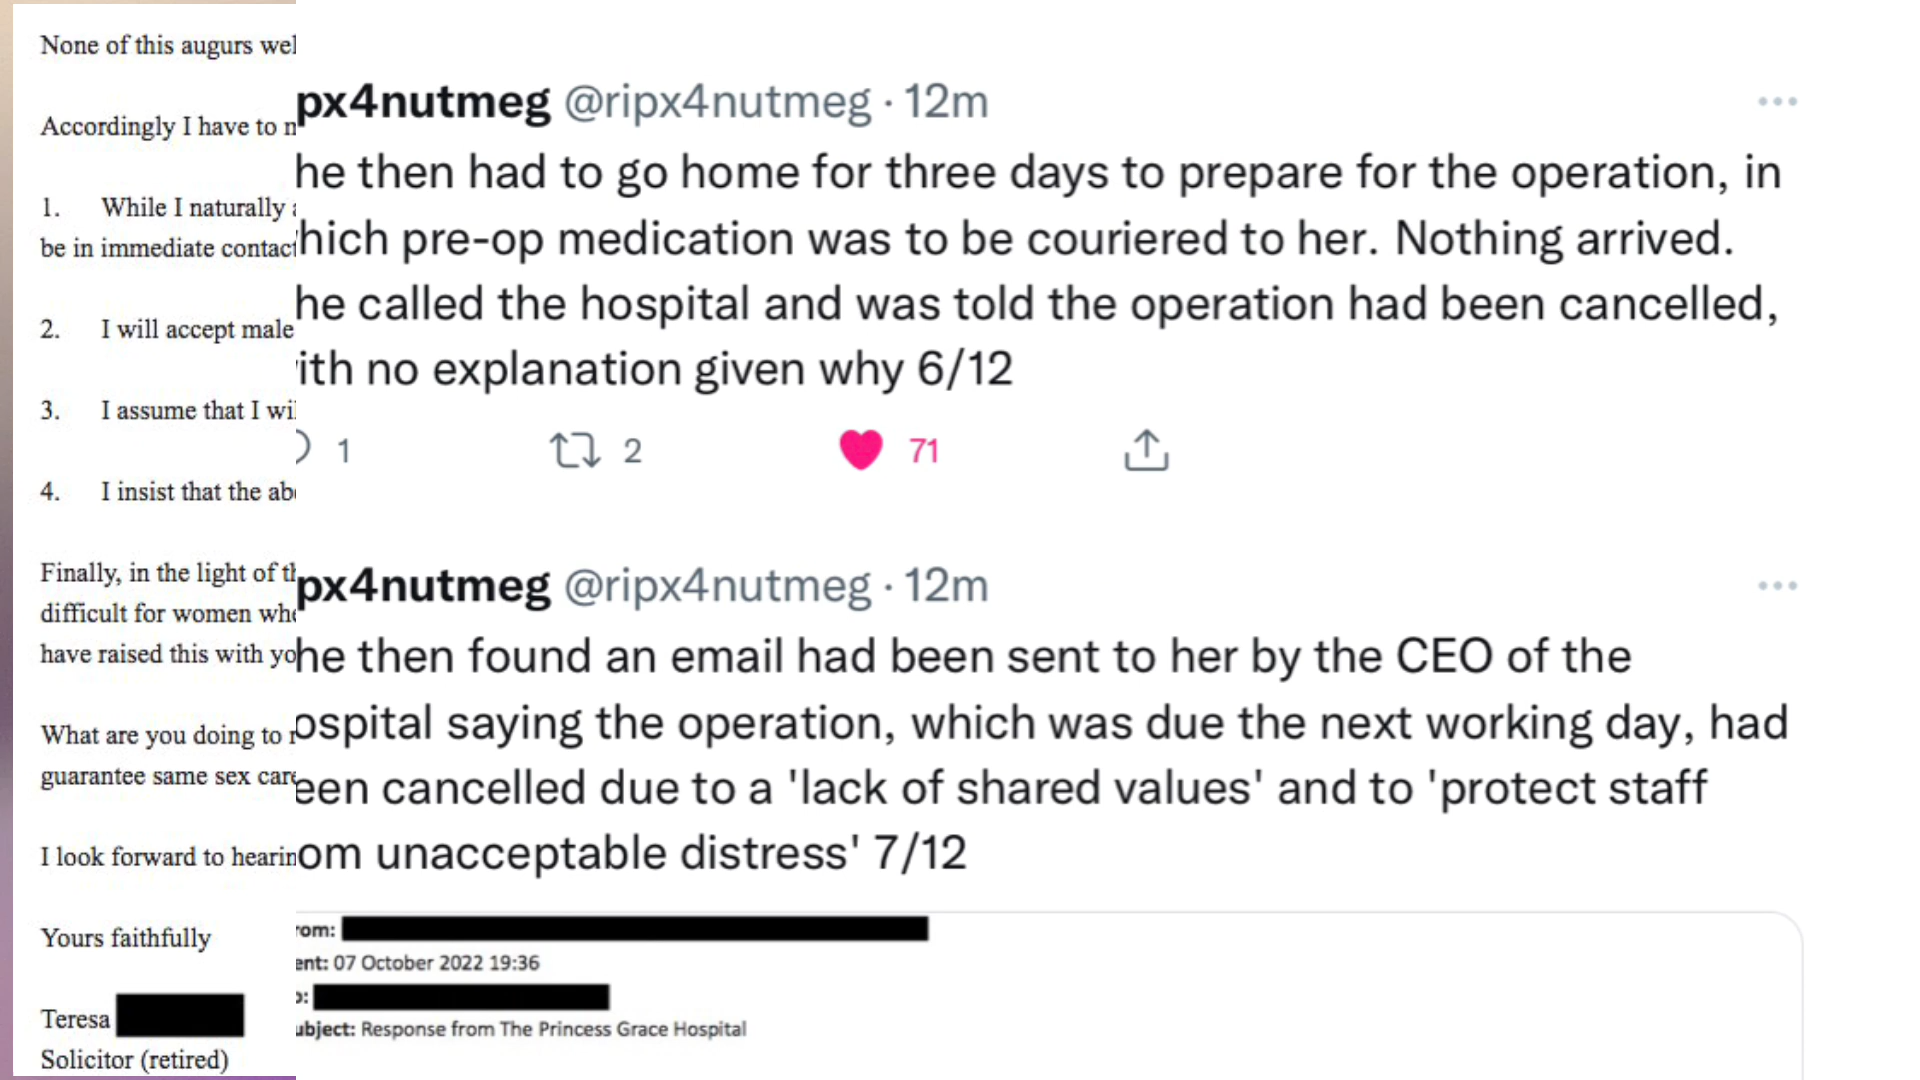 None of this augurs wel
Accordingly I have to
1. While I naturally
be in immediate contact
2. I will accept male
3. I assume that I wil
4. I insist that the
Finally, in the light of
difficult for women
have raised this with yo
What are you doing to
guarantee same sex care
I look forward to hearin
Yours faithfully
Teresa
Solicitor (retired)
px4nutmeg @ripx4nutmeg · 12m
he then had to go home for three days to prepare for the operation, in
hich pre-op medication was to be couriered to her. Nothing arrived.
he called the hospital and was told the operation had been cancelled,
ith no explanation given why 6/12
1 2 71
px4nutmeg @ripx4nutmeg · 12m
he then found an email had been sent to her by the CEO of the
ospital saying the operation, which was due the next working day, had
een cancelled due to a 'lack of shared values' and to 'protect staff
om unacceptable distress' 7/12
rom:
ent: 07 October 2022 19:36
o:
ubject: Response from The Princess Grace Hospital